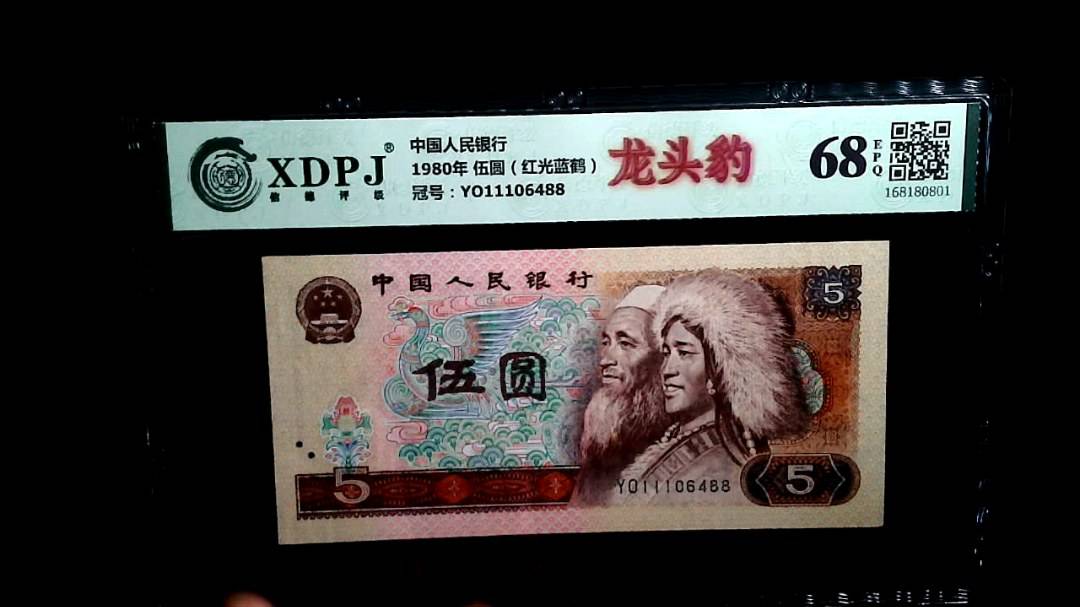 XDPJ®
信德评级
中国人民银行
1980年 伍圆（红光蓝鹤）
冠号：YO11106488
龙头豹
68
EPQ
168180801
中国人民银行
5
伍圆
YO11106488
5
5